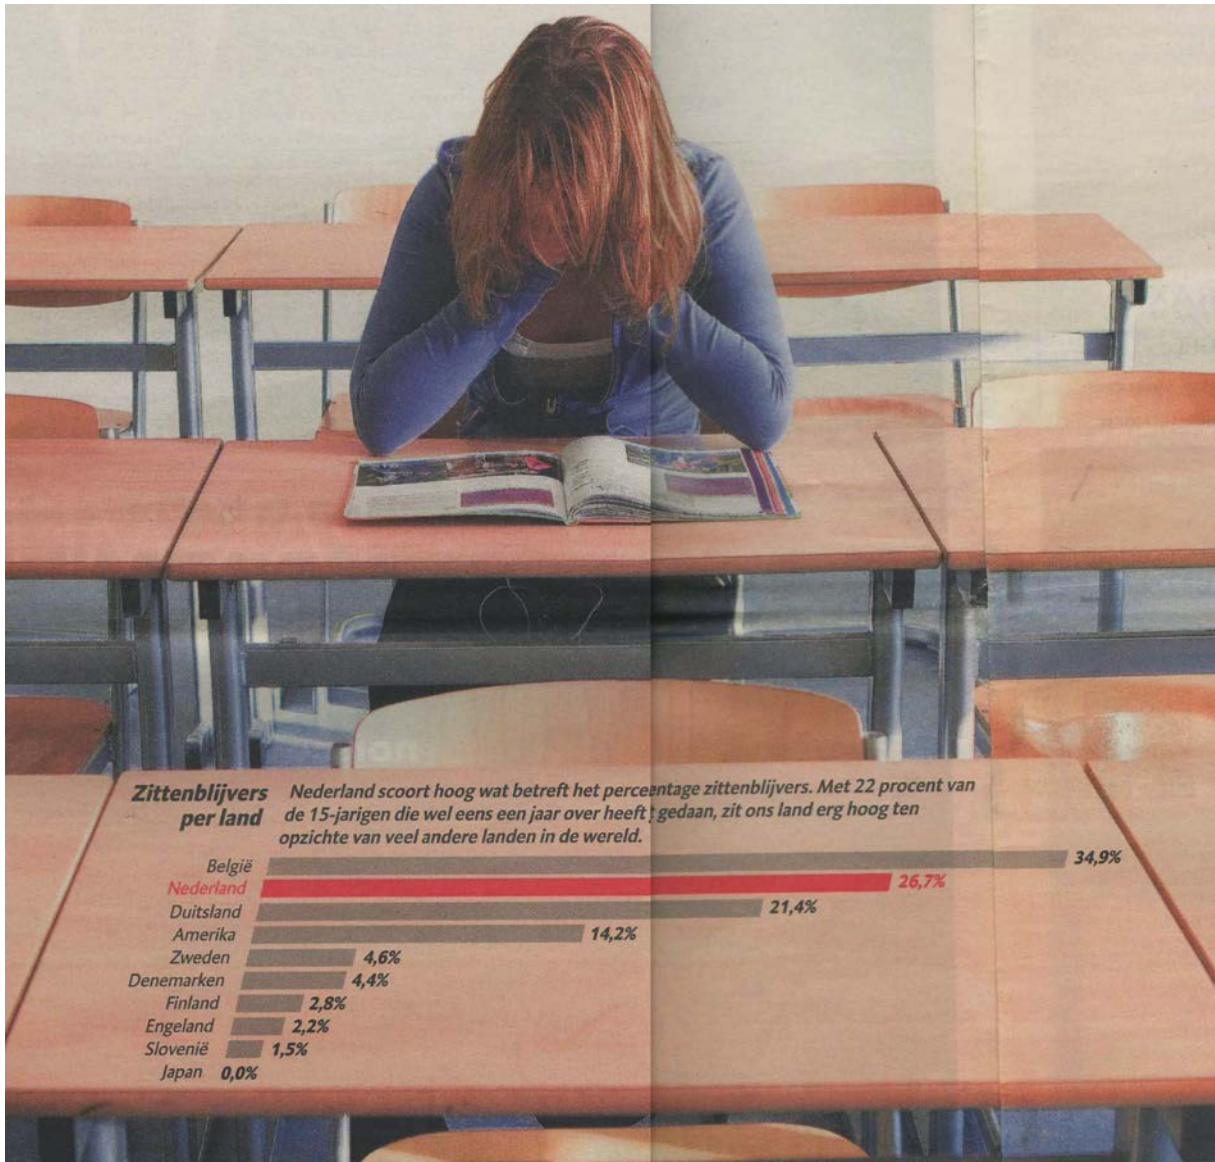 Zittenblijvers
per land
Nederland scoort hoog wat betreft het percentage zittenblijvers. Met 22 procent van
de 15-jarigen die wel eens een jaar over heeft gedaan, zit ons land erg hoog ten
opzichte van veel andere landen in de wereld.
België 34,9%
Nederland 26,7%
Duitsland 21,4%
Amerika 14,2%
Zweden 4,6%
Denemarken 4,4%
Finland 2,8%
Engeland 2,2%
Slovenië 1,5%
Japan 0,0%